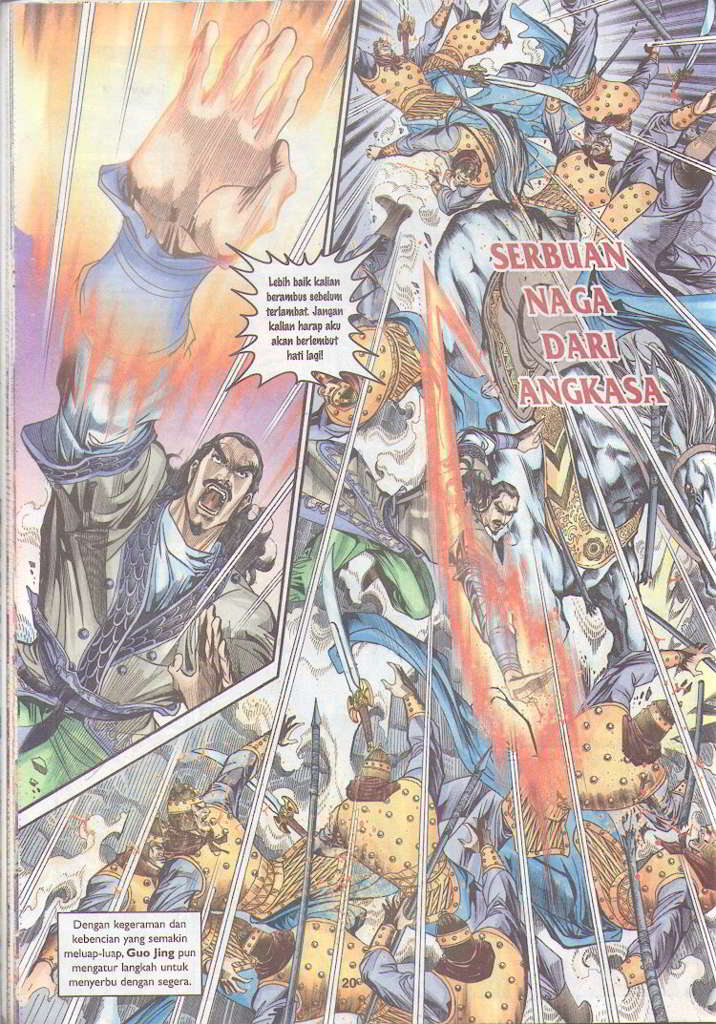 Lebih baik kalian
berambus sebelum
terlambat. Jangan
kalian harap aku
akan berlembut
hati lagi!
SERBUAN
NAGA
DARI
ANGKASA
Dengan kegeraman dan
kebencian yang semakin
meluap-luap, Guo Jing pun
mengatur langkah untuk
menyerbu dengan segera.
20